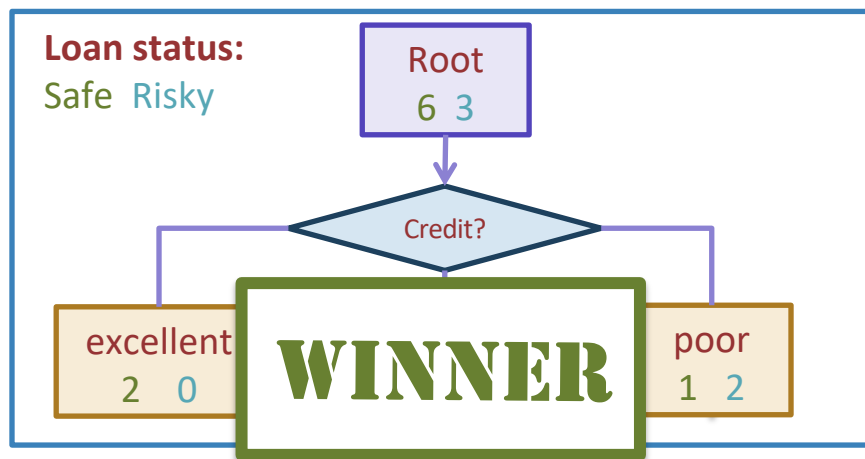 Loan status:
Safe Risky
Root
6 3
Credit?
excellent
2 0
WINNER
poor
1 2